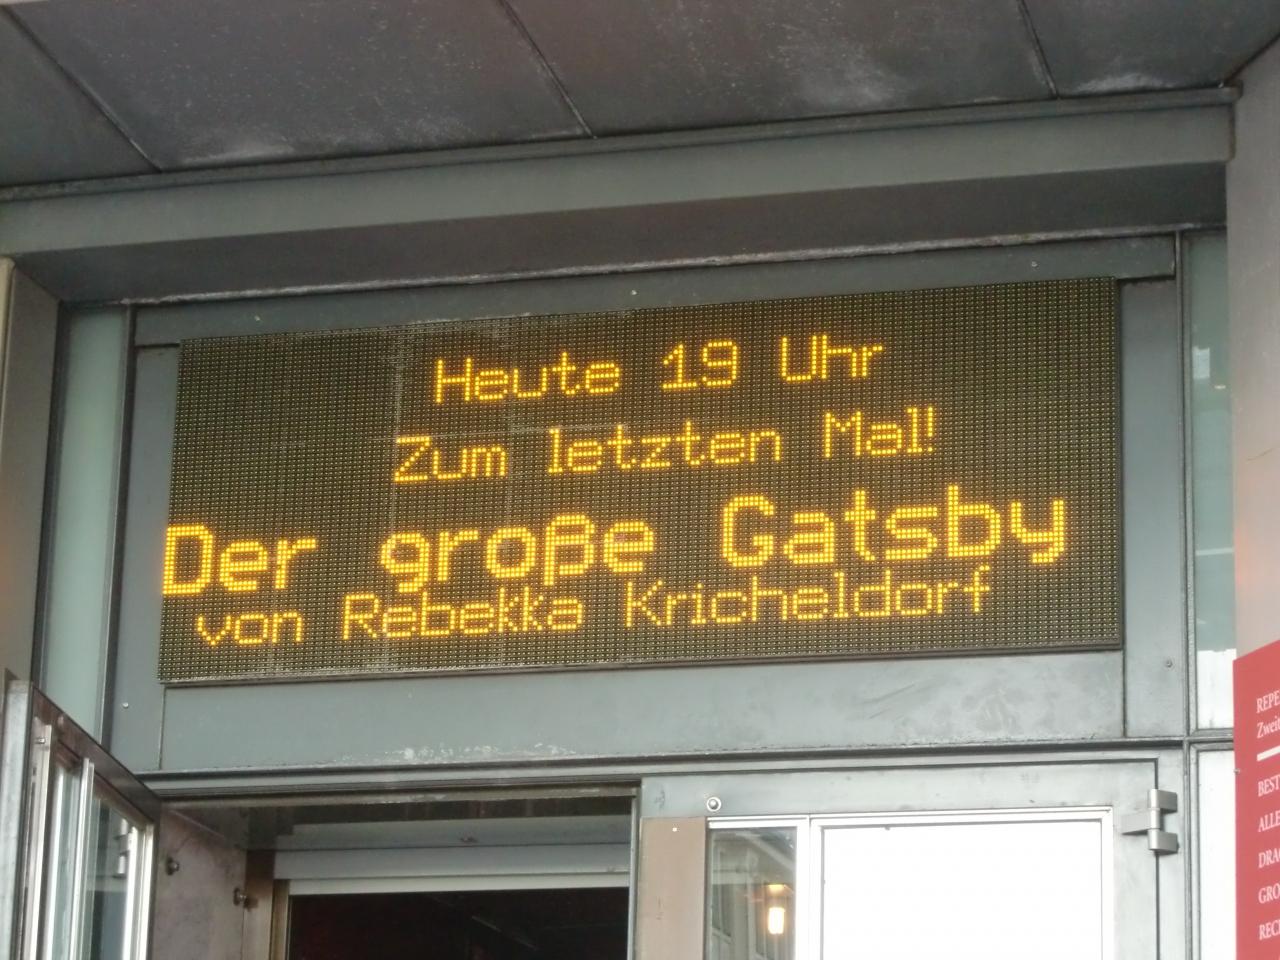 Heute 19 Uhr
Zum letzten Mal!
Der große Gatsby
von Rebekka Kricheldorf